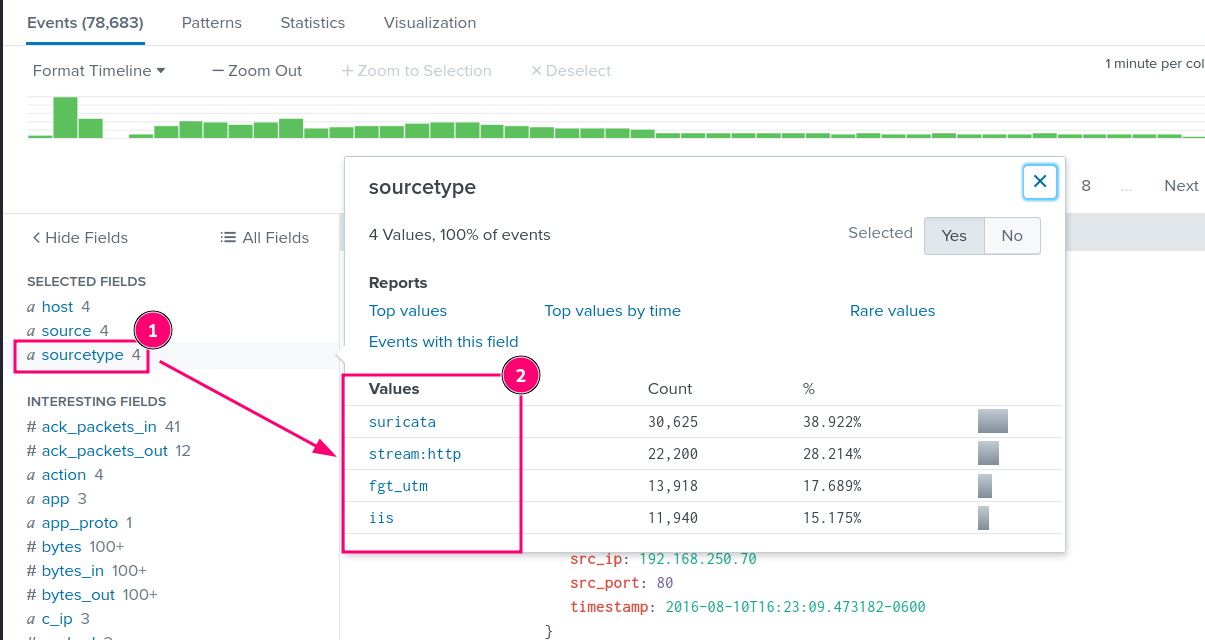 Events (78,683) Patterns Statistics Visualization
Format Timeline — Zoom Out + Zoom to Selection × Deselect 1 minute per col
sourcetype
8 ... Next
4 Values, 100% of events Selected Yes No
< Hide Fields All Fields
Reports
Top values Top values by time Rare values
Events with this field
SELECTED FIELDS
a host 4
a source 4
a sourcetype 4
1
2
Values Count %
suricata 30,625 38.922%
stream:http 22,200 28.214%
fgt_utm 13,918 17.689%
iis 11,940 15.175%
INTERESTING FIELDS
# ack_packets_in 41
# ack_packets_out 12
a action 4
a app 3
a app_proto 1
# bytes 100+
# bytes_in 100+
# bytes_out 100+
a c_ip 3
src_ip: 192.168.250.70
src_port: 80
timestamp: 2016-08-10T16:23:09.473182-0600
}